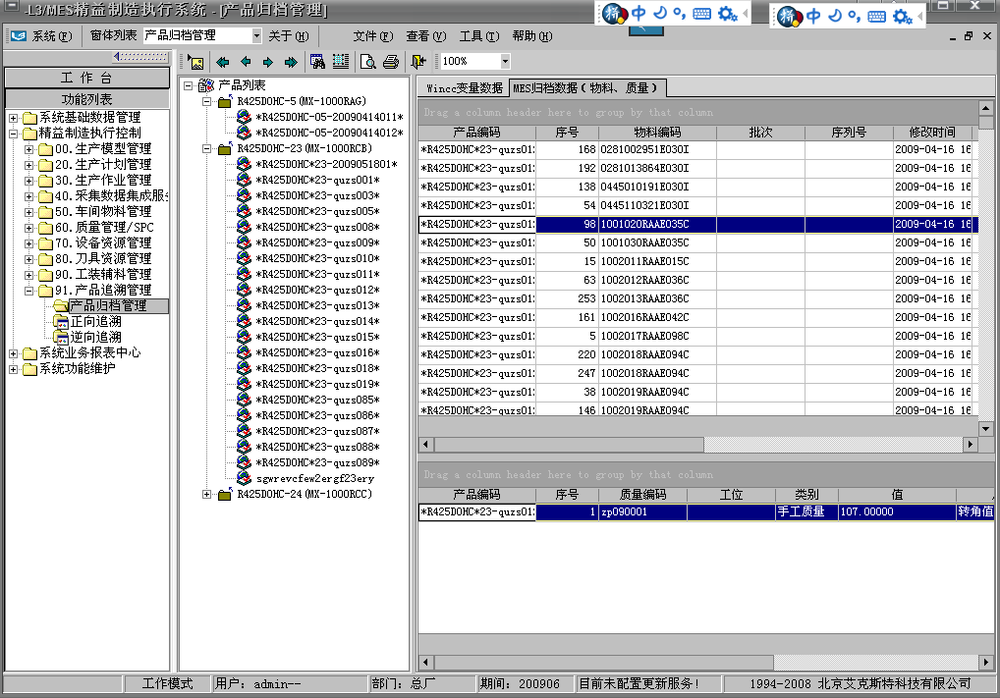 -L3/MES精益制造执行系统 - [产品归档管理]
中
中
系统(F) 窗体列表 产品归档管理 关于(H) 文件(F) 查看(V) 工具(T) 帮助(H)
100%
工 作 台
功能列表
系统基础数据管理
精益制造执行控制
00.生产模型管理
20.生产计划管理
30.生产作业管理
40.采集数据集成服务
50.车间物料管理
60.质量管理/SPC
70.设备资源管理
80.刀具资源管理
90.工装辅料管理
91.产品追溯管理
产品归档管理
正向追溯
逆向追溯
系统业务报表中心
系统功能维护
产品列表
R425DOHC-5(MX-1000RAG)
*R425DOHC-05-20090414011*
*R425DOHC-05-20090414012*
R425DOHC-23(MX-1000RCB)
*R425DOHC*23-2009051801*
*R425DOHC*23-quzs001*
*R425DOHC*23-quzs003*
*R425DOHC*23-quzs005*
*R425DOHC*23-quzs008*
*R425DOHC*23-quzs009*
*R425DOHC*23-quzs010*
*R425DOHC*23-quzs011*
*R425DOHC*23-quzs012*
*R425DOHC*23-quzs013*
*R425DOHC*23-quzs014*
*R425DOHC*23-quzs015*
*R425DOHC*23-quzs016*
*R425DOHC*23-quzs018*
*R425DOHC*23-quzs019*
*R425DOHC*23-quzs085*
*R425DOHC*23-quzs086*
*R425DOHC*23-quzs087*
*R425DOHC*23-quzs088*
*R425DOHC*23-quzs089*
sgwrevcfew2ergf23ery
R425DOHC-24(MX-1000RCC)
Wincc变量数据 MES归档数据(物料、质量)
Drag a column header here to group by that column
产品编码 序号 物料编码 批次 序列号 修改时间
*R425DOHC*23-quzs01: 168 0281002951E030I 2009-04-16 16
*R425DOHC*23-quzs01: 192 0281013864E030I 2009-04-16 16
*R425DOHC*23-quzs01: 138 0445010191E030I 2009-04-16 16
*R425DOHC*23-quzs01: 54 0445110321E030I 2009-04-16 16
*R425DOHC*23-quzs01: 98 1001020RAAE035C 2009-04-16 16
*R425DOHC*23-quzs01: 50 1001030RAAE035C 2009-04-16 16
*R425DOHC*23-quzs01: 15 1002011RAAE015C 2009-04-16 16
*R425DOHC*23-quzs01: 63 1002012RAAE036C 2009-04-16 16
*R425DOHC*23-quzs01: 253 1002013RAAE036C 2009-04-16 16
*R425DOHC*23-quzs01: 161 1002016RAAE042C 2009-04-16 16
*R425DOHC*23-quzs01: 5 1002017RAAE098C 2009-04-16 16
*R425DOHC*23-quzs01: 220 1002018RAAE094C 2009-04-16 16
*R425DOHC*23-quzs01: 247 1002018RAAE094C 2009-04-16 16
*R425DOHC*23-quzs01: 38 1002019RAAE094C 2009-04-16 16
*R425DOHC*23-quzs01: 146 1002019RAAE094C 2009-04-16 16
Drag a column header here to group by that column
产品编码 序号 质量编码 工位 类别 值
*R425DOHC*23-quzs01: 1 zp090001 手工质量 107.00000 转角值
工作模式 用户: admin-- 部门: 总厂 期间: 200906 目前未配置更新服务! 1994-2008 北京艾克斯特科技有限公司